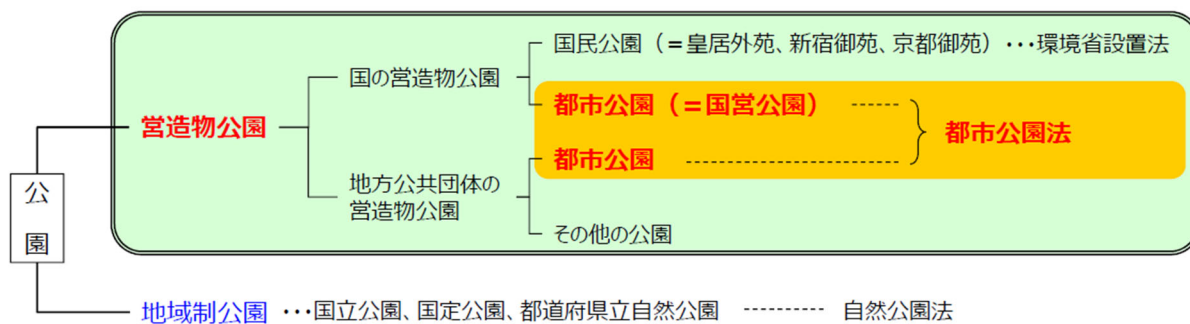 国民公園（＝皇居外苑、新宿御苑、京都御苑）･･･環境省設置法
国の営造物公園
都市公園（＝国営公園）
営造物公園
都市公園法
都市公園
地方公共団体の
営造物公園
その他の公園
公
園
地域制公園 ･･･国立公園、国定公園、都道府県立自然公園 ------- 自然公園法